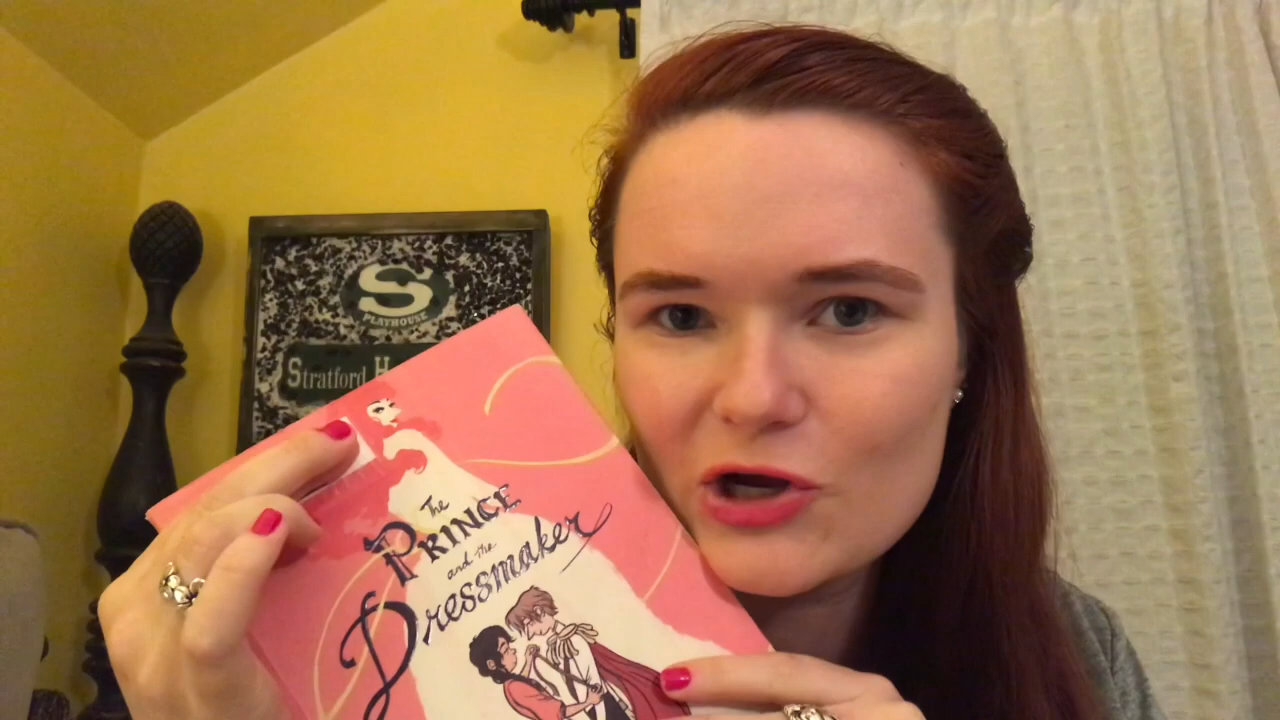 S
PLAYHOUSE
Stratford H
The
PRINCE
and the
Dressmaker